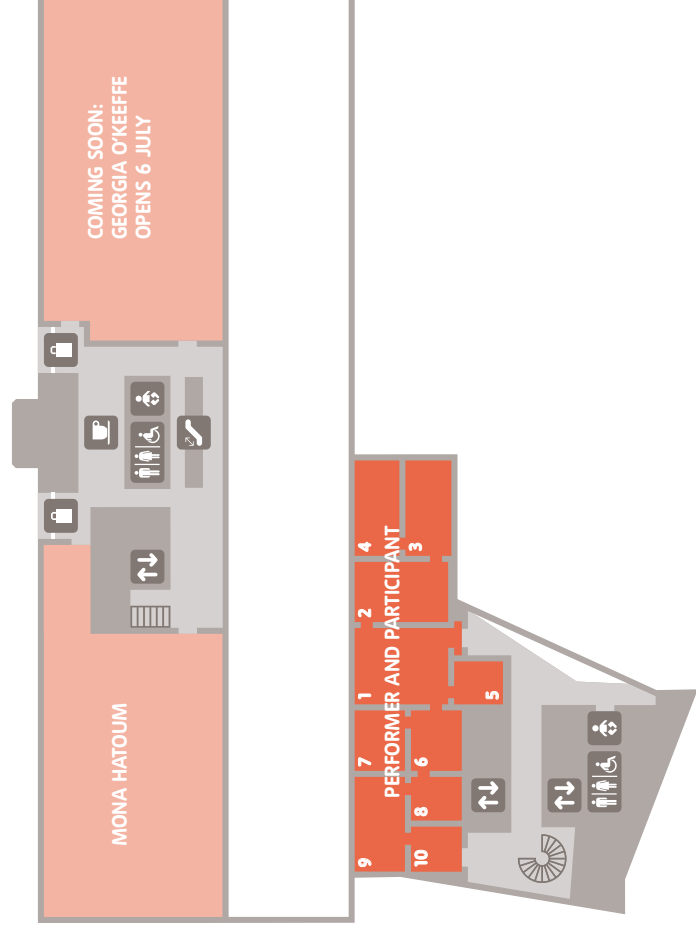 COMING SOON:
GEORGIA O'KEEFFE
OPENS 6 JULY
MONA HATOUM
PERFORMER AND PARTICIPANT
1
2
3
4
5
6
7
8
9
10